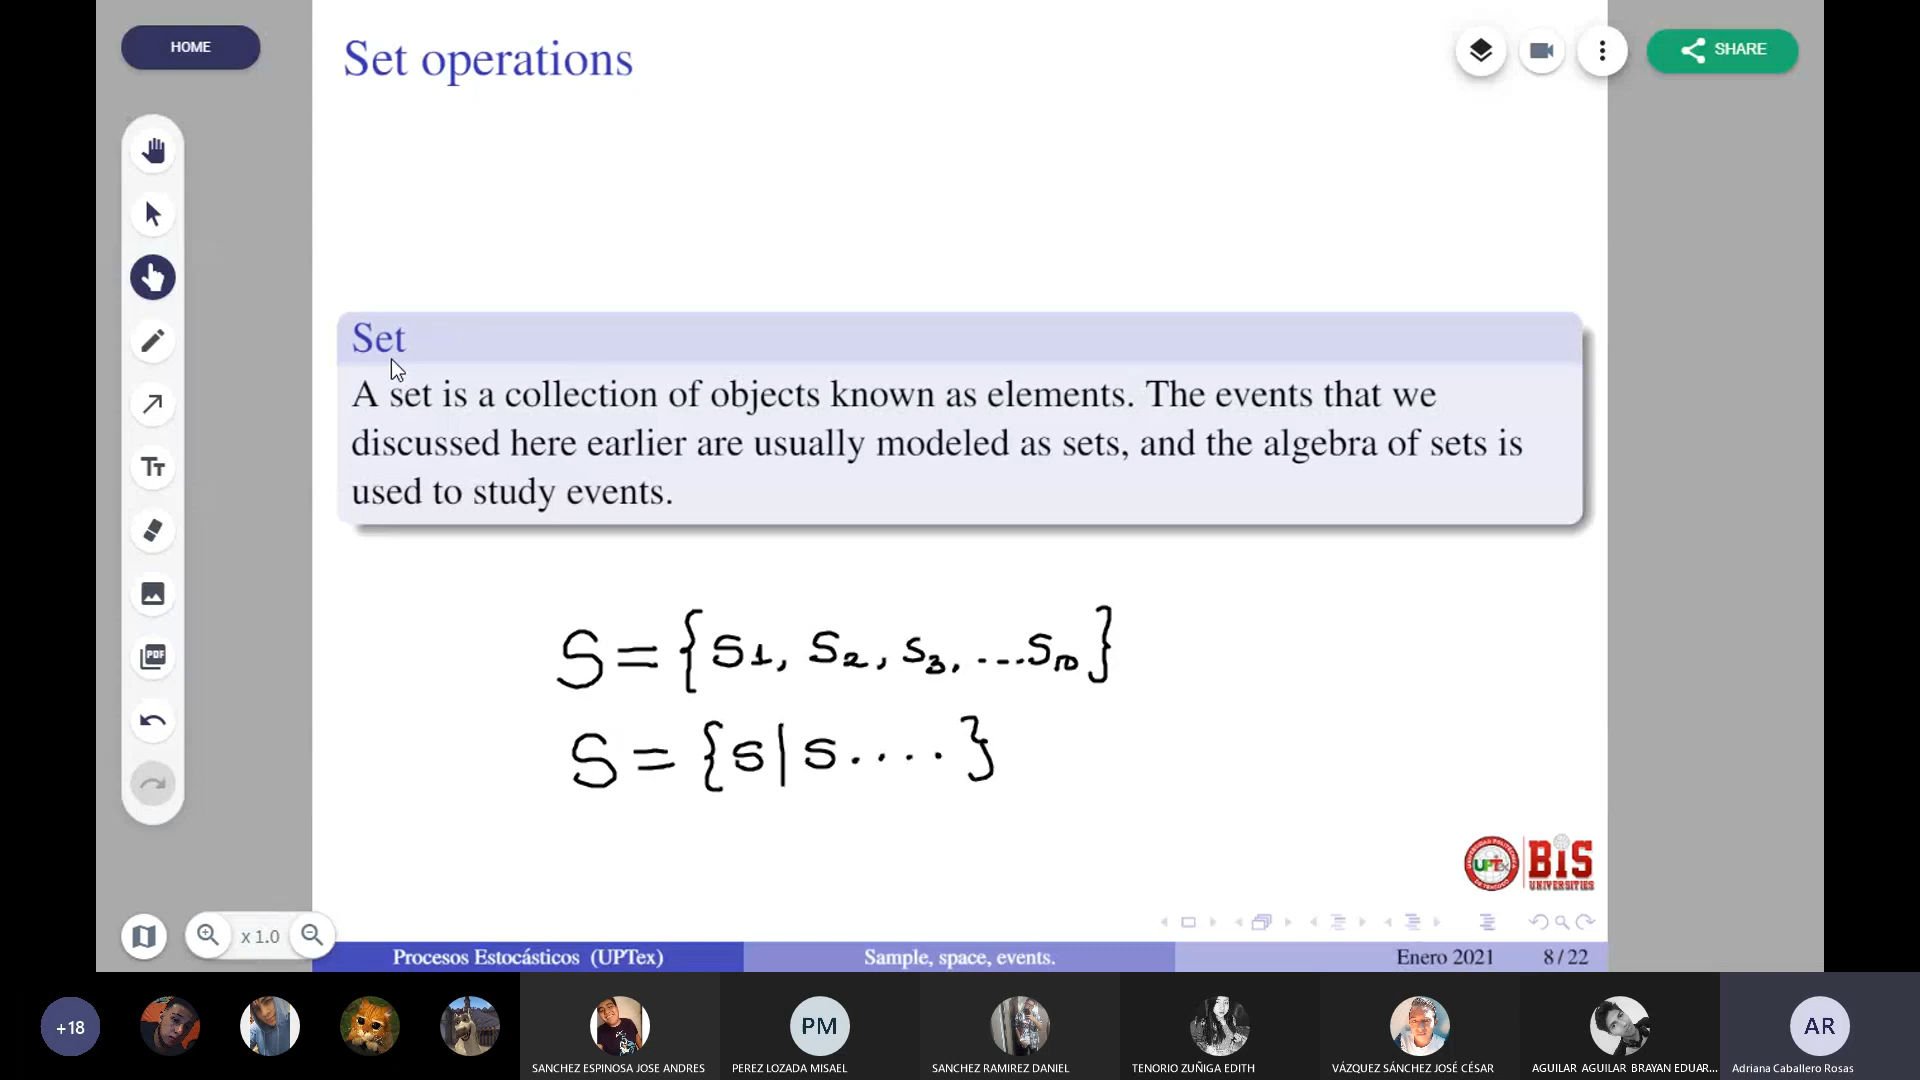 HOME
Set operations
SHARE
Set
A set is a collection of objects known as elements. The events that we
discussed here earlier are usually modeled as sets, and the algebra of sets is
used to study events.
S = {s1, s2, s3, ...s10}
S = {s|s....}
UPTex
BiS
UNIVERSITIES
x 1.0
Procesos Estocásticos (UPTex)
Sample, space, events.
Enero 2021
8 / 22
+18
PM
AR
SANCHEZ ESPINOSA JOSE ANDRES
PEREZ LOZADA MISAEL
SANCHEZ RAMIREZ DANIEL
TENORIO ZUÑIGA EDITH
VÁZQUEZ SÁNCHEZ JOSÉ CÉSAR
AGUILAR AGUILAR BRAYAN EDUAR...
Adriana Caballero Rosas